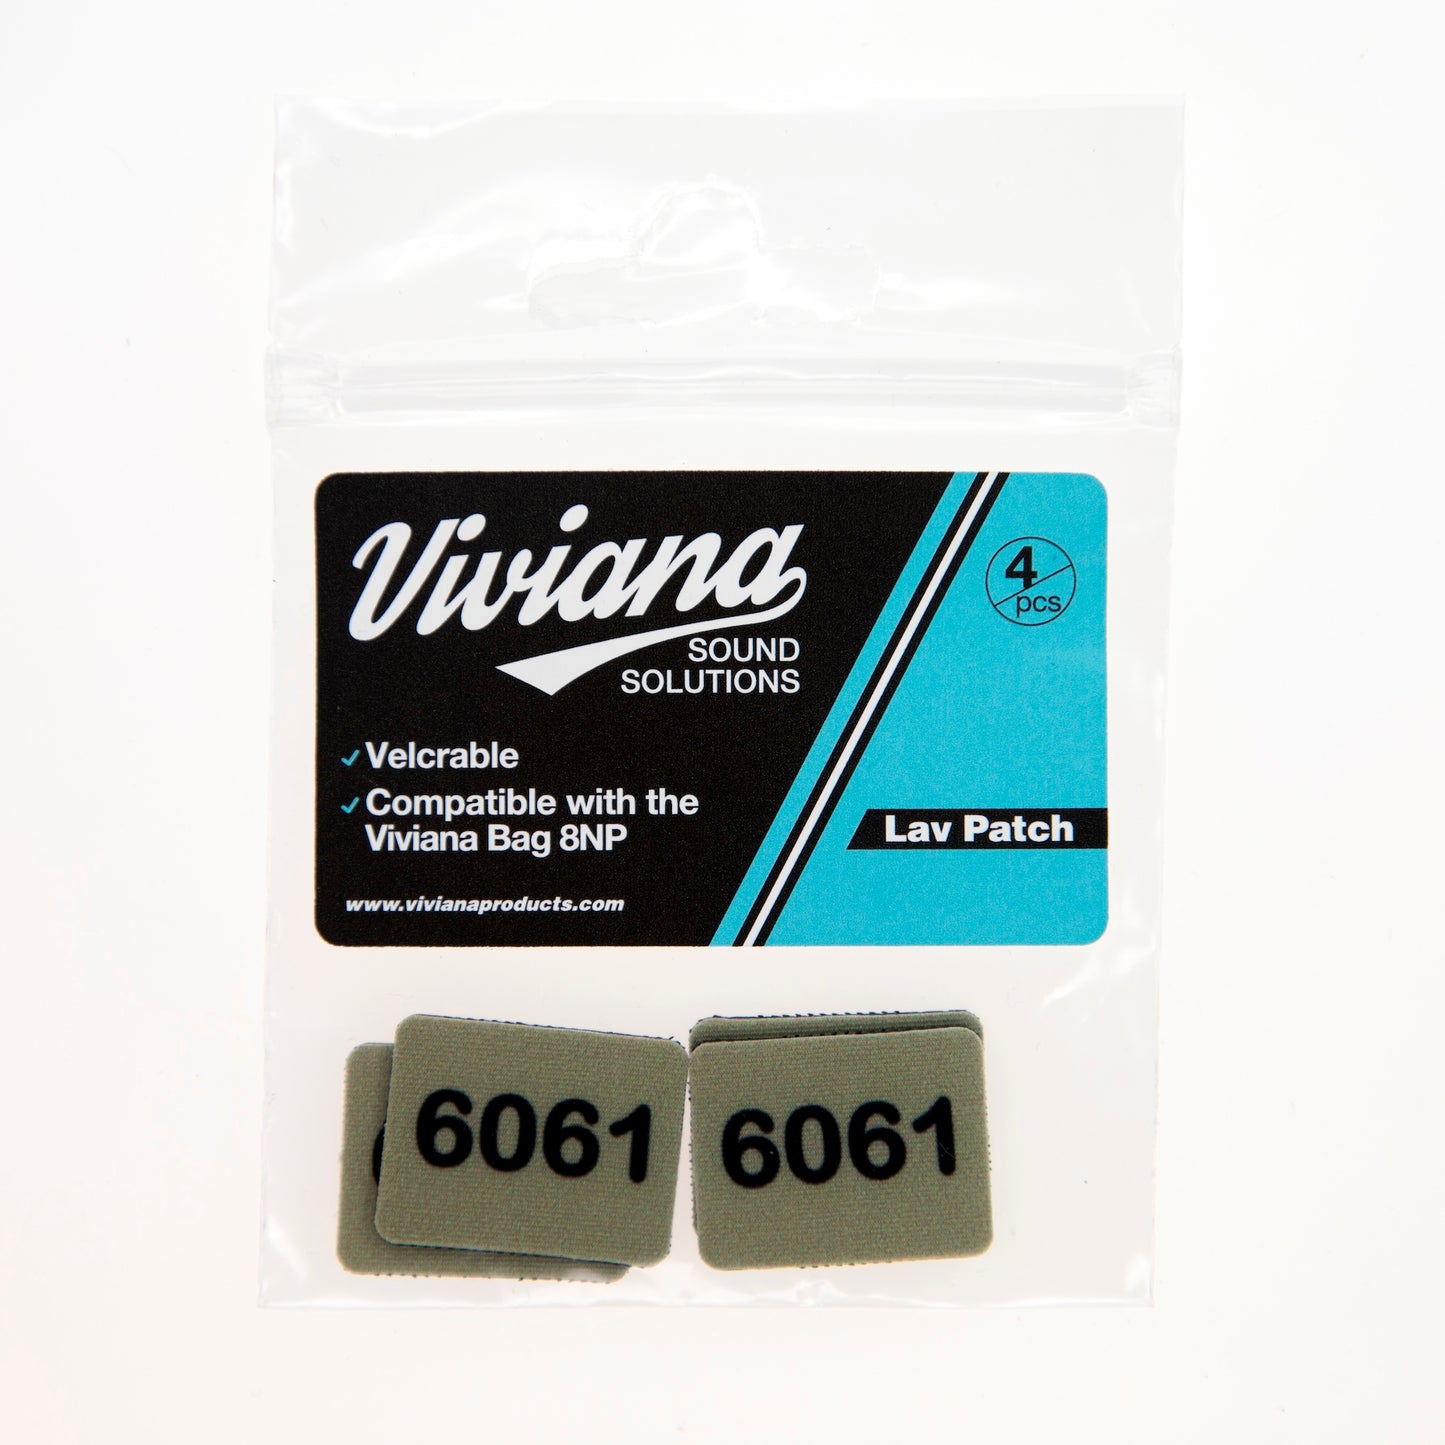 Viviana
SOUND
SOLUTIONS
4
pcs
Velcrable
Compatible with the
Viviana Bag 8NP
Lav Patch
www.vivianaproducts.com
6061
6061